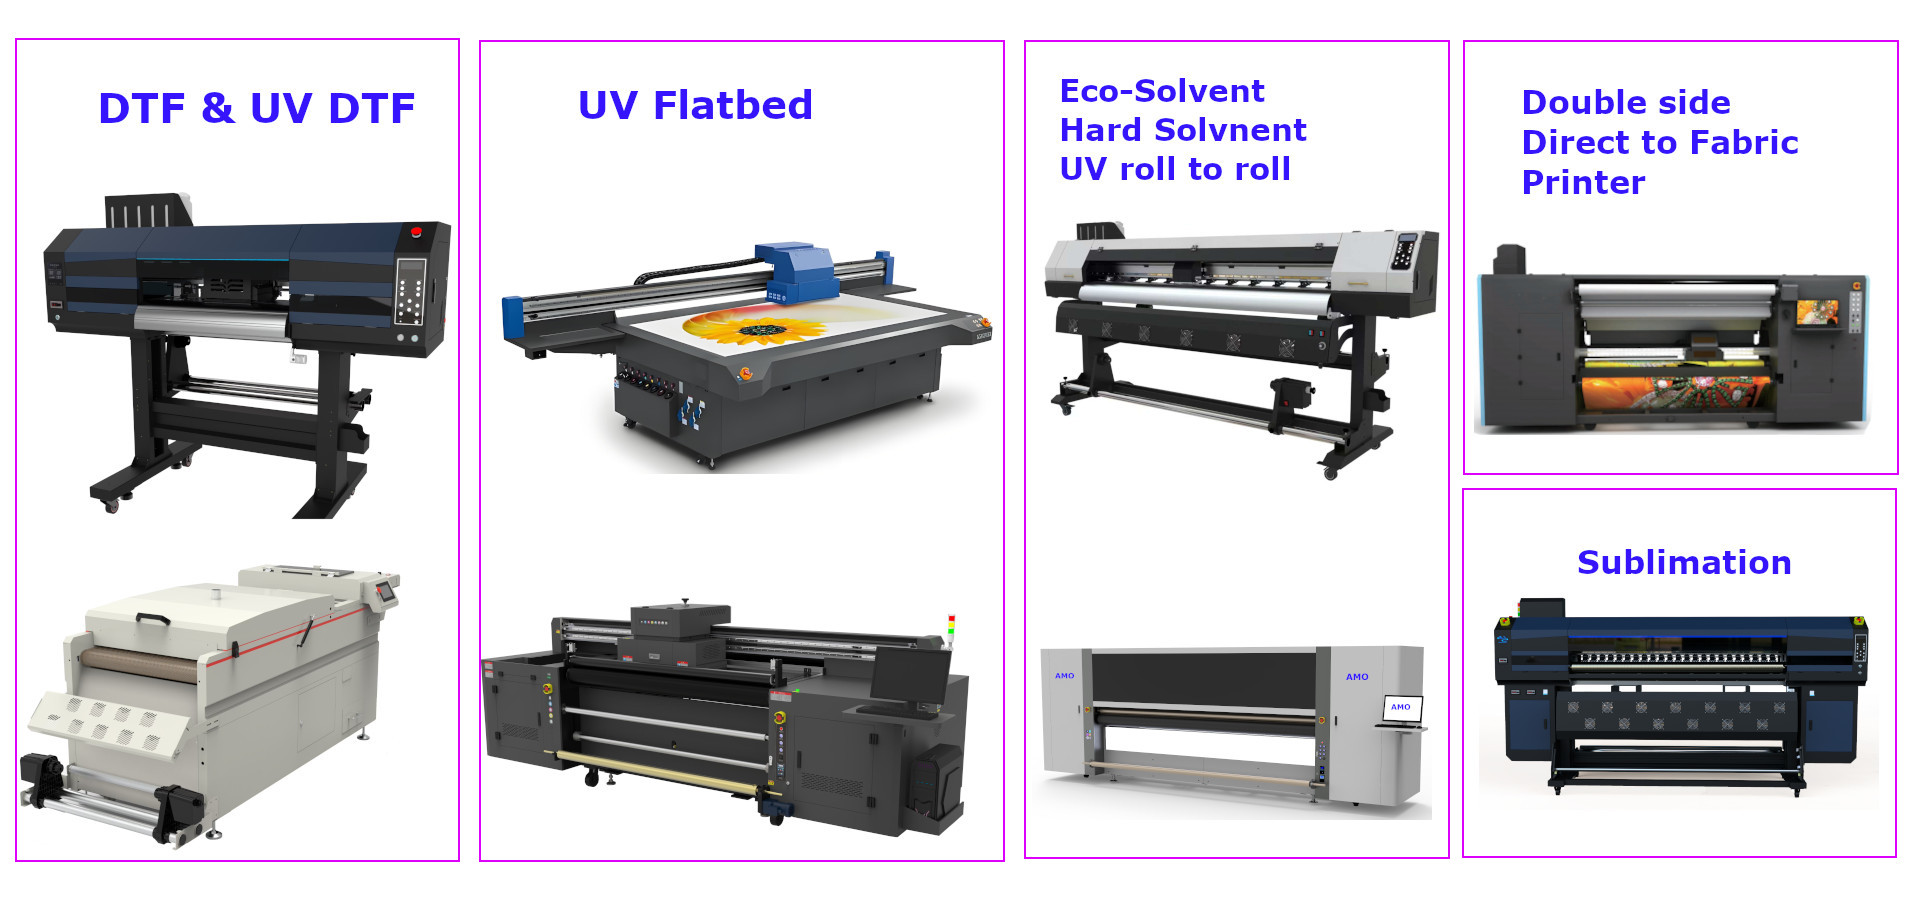 DTF & UV DTF
UV Flatbed
Eco-Solvent
Hard Solvnent
UV roll to roll
AMO
AMO
AMO
Double side
Direct to Fabric
Printer
Sublimation